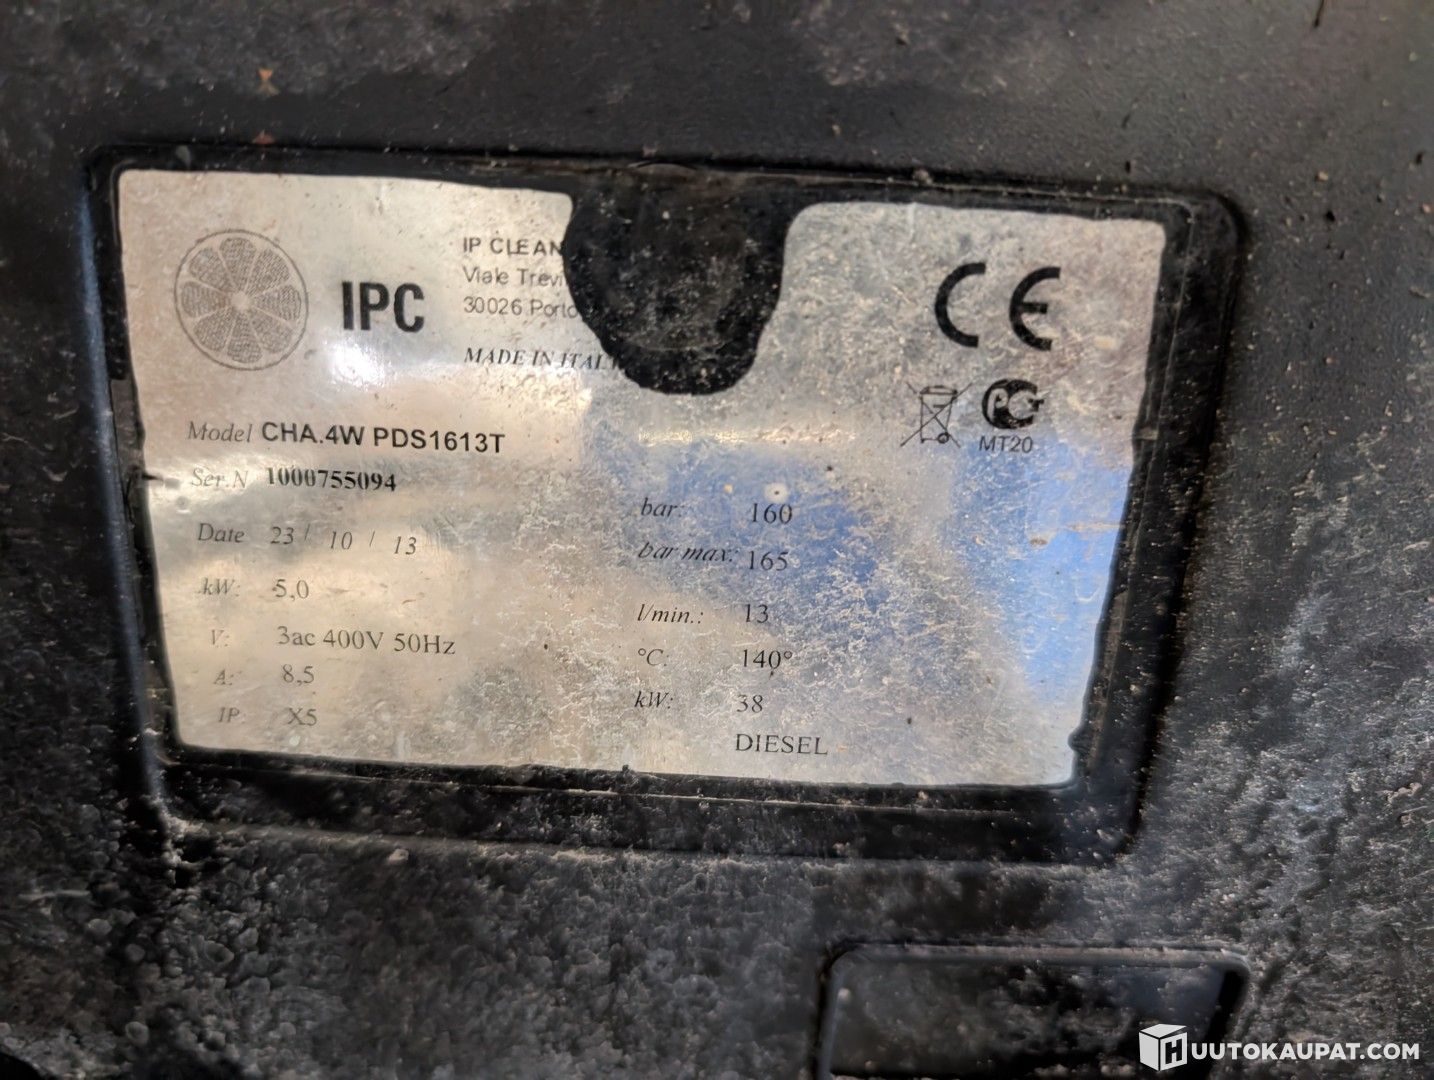 IPC
IP CLEAN
Viale Trevi
30026 Porto
MADE IN ITALY
CE
Model CHA.4W PDS1613T
Ser.N 1000755094
Date 23 / 10 / 13
kW: 5,0
V: 3ac 400V 50Hz
A: 8,5
IP X5
PCT
MT20
bar: 160
bar max: 165
l/min.: 13
°C: 140°
kW: 38
DIESEL
HUUTOKAUPAT.COM